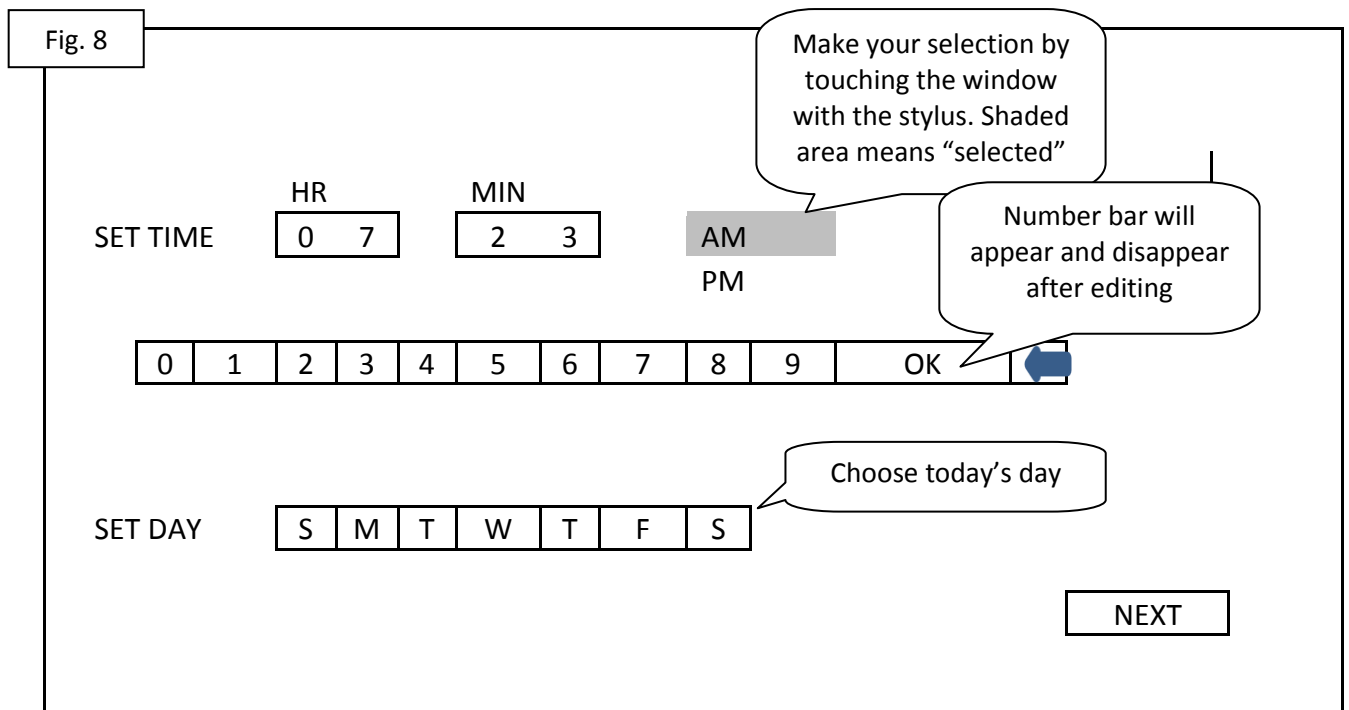 Fig. 8
Make your selection by
touching the window
with the stylus. Shaded
area means “selected”
HR MIN
SET TIME 0 7 2 3 AM
PM
Number bar will
appear and disappear
after editing
0 1 2 3 4 5 6 7 8 9 OK
Choose today’s day
SET DAY S M T W T F S
NEXT